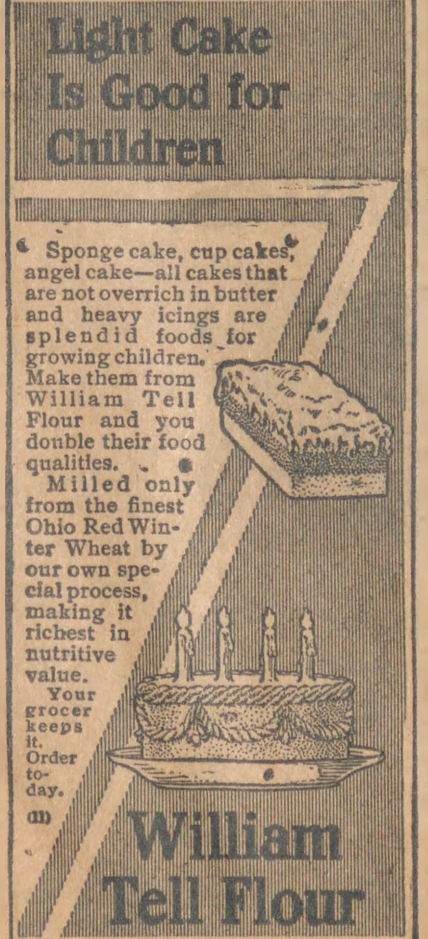 Light Cake
Is Good for
Children
Sponge cake, cup cakes,
angel cake—all cakes that
are not overrich in butter
and heavy icings are
splendid foods for
growing children.
Make them from
William Tell
Flour and you
double their food
qualities.
Milled only
from the finest
Ohio Red Win-
ter Wheat by
our own spe-
cial process,
making it
richest in
nutritive
value.
Your
grocer
keeps
it.
Order
to-
day.
(11)
William
Tell Flour